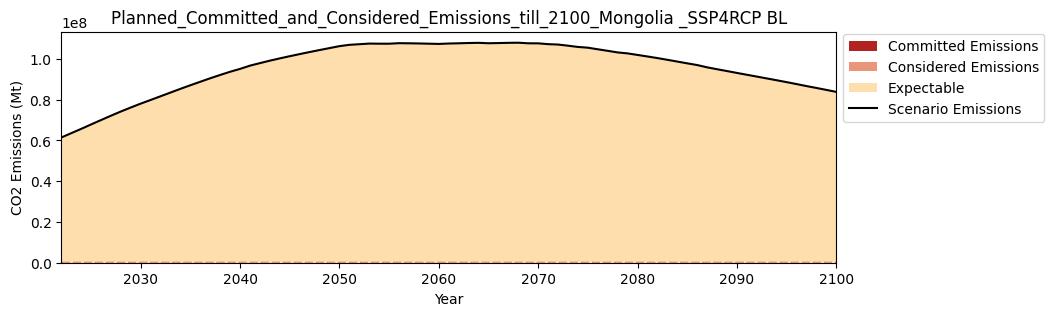 Planned_Committed_and_Considered_Emissions_till_2100_Mongolia _SSP4RCP BL
1e8
1.0
0.8
0.6
0.4
0.2
0.0
CO2 Emissions (Mt)
2030 2040 2050 2060 2070 2080 2090 2100
Year
Committed Emissions
Considered Emissions
Expectable
Scenario Emissions